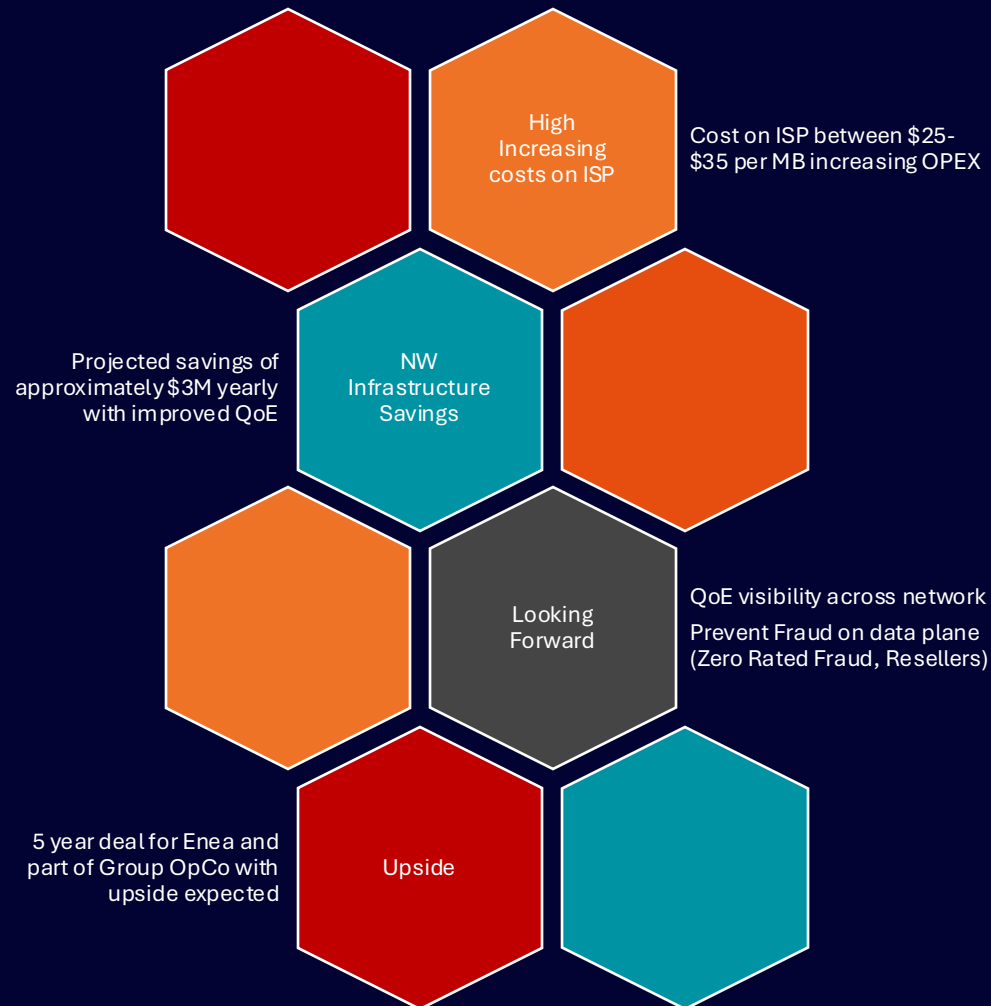 High
Increasing
costs on ISP
Cost on ISP between $25-
$35 per MB increasing OPEX
Projected savings of
approximately $3M yearly
with improved QoE
NW
Infrastructure
Savings
Looking
Forward
QoE visibility across network
Prevent Fraud on data plane
(Zero Rated Fraud, Resellers)
5 year deal for Enea and
part of Group OpCo with
upside expected
Upside